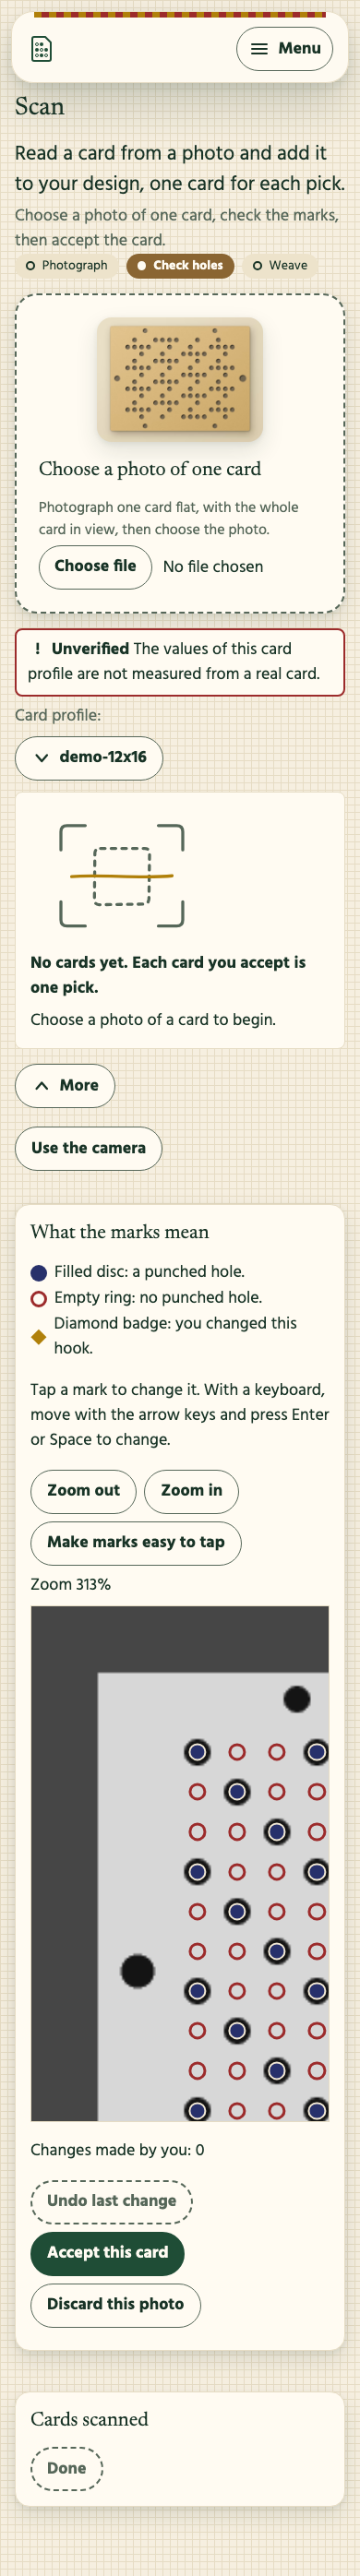 Menu
Scan
Read a card from a photo and add it
to your design, one card for each pick.
Choose a photo of one card, check the marks,
then accept the card.
Photograph
Check holes
Weave
Choose a photo of one card
Photograph one card flat, with the whole
card in view, then choose the photo.
Choose file No file chosen
! Unverified The values of this card
profile are not measured from a real card.
Card profile:
demo-12x16
No cards yet. Each card you accept is
one pick.
Choose a photo of a card to begin.
More
Use the camera
What the marks mean
Filled disc: a punched hole.
Empty ring: no punched hole.
Diamond badge: you changed this
hook.
Tap a mark to change it. With a keyboard,
move with the arrow keys and press Enter
or Space to change.
Zoom out
Zoom in
Make marks easy to tap
Zoom 313%
Changes made by you: 0
Undo last change
Accept this card
Discard this photo
Cards scanned
Done